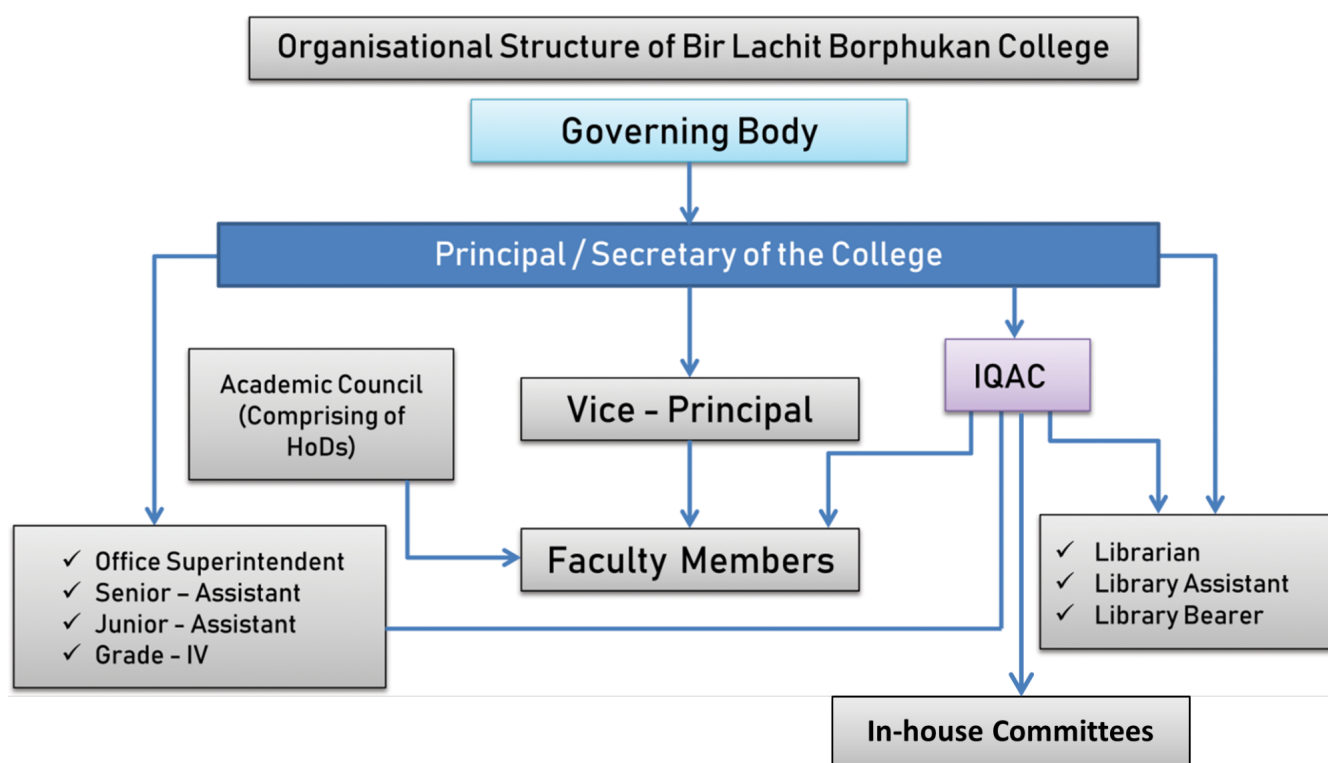 Organisational Structure of Bir Lachit Borphukan College
Governing Body
Principal / Secretary of the College
Academic Council
(Comprising of
HoDs)
Vice - Principal
IQAC
✓ Office Superintendent
✓ Senior – Assistant
✓ Junior - Assistant
✓ Grade - IV
Faculty Members
✓ Librarian
✓ Library Assistant
✓ Library Bearer
In-house Committees